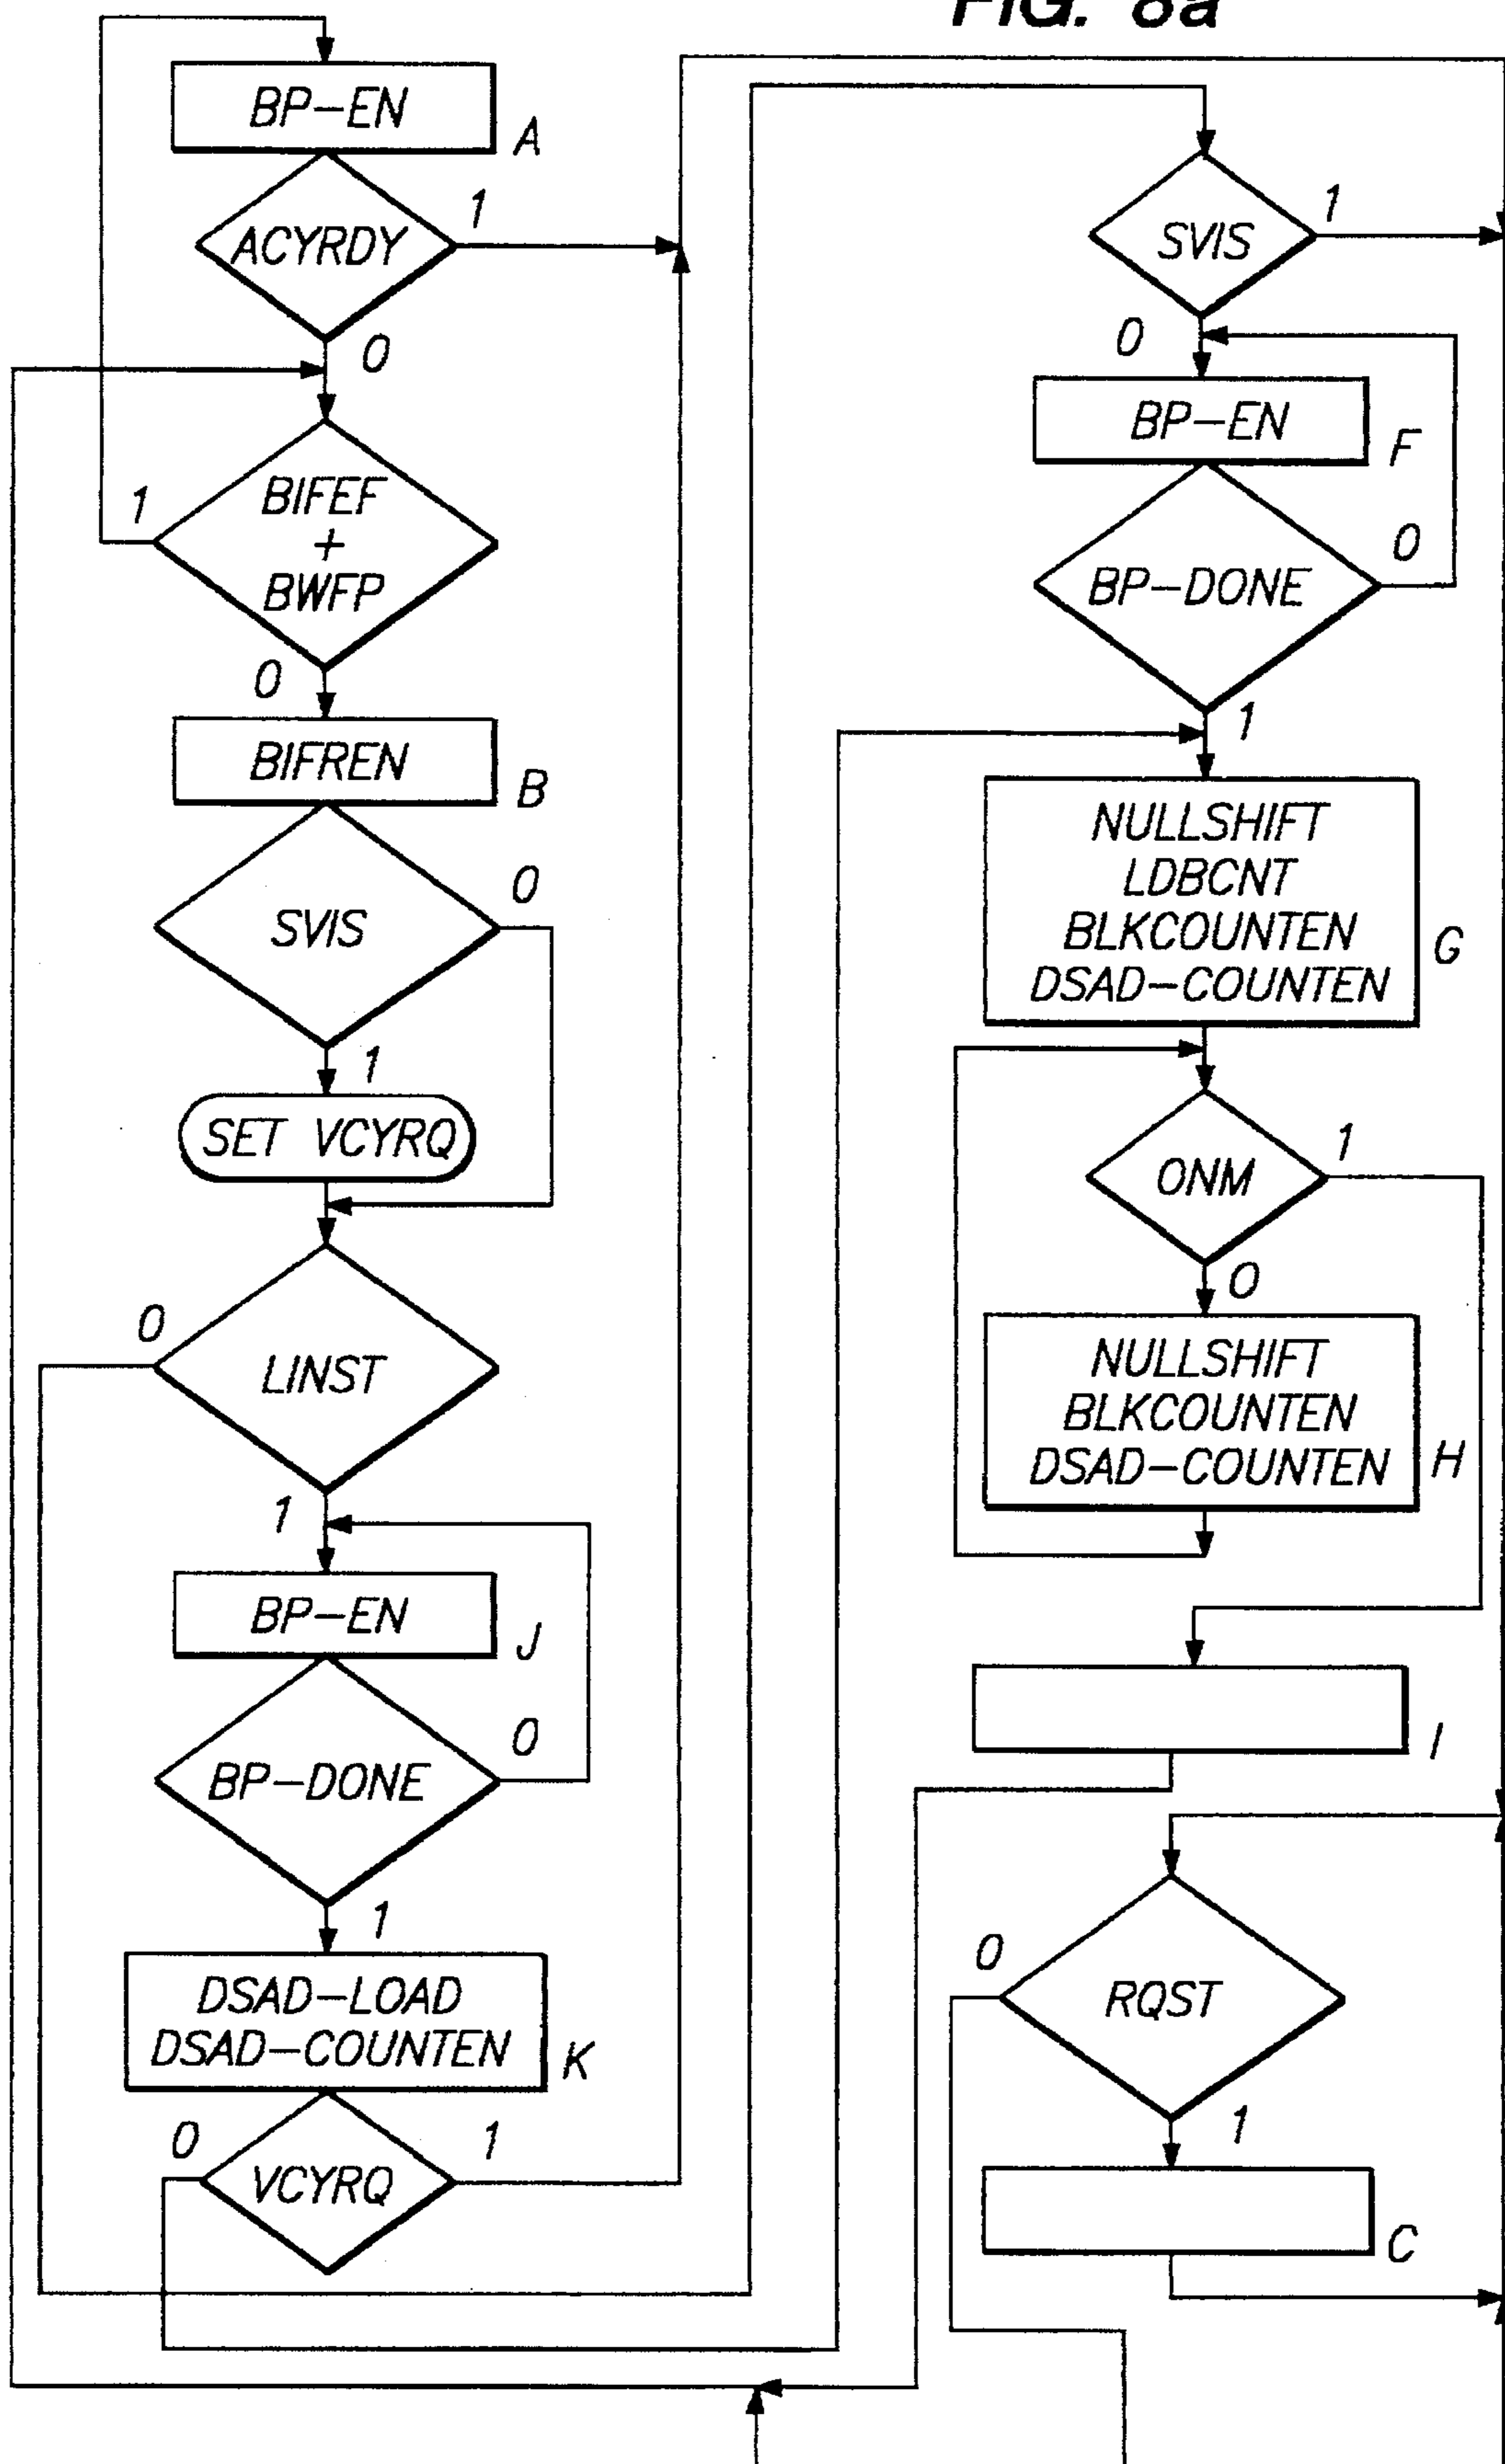 FIG. 8a
BP-EN
A
ACYRDY
1
0
BIFEF
+
BWFP
1
0
BIFREN
B
SVIS
0
1
SET VCYRQ
LINST
0
1
BP-EN
J
BP-DONE
0
1
DSAD-LOAD
DSAD-COUNTEN
K
VCYRQ
0
1
SVIS
1
0
BP-EN
F
BP-DONE
0
1
NULLSHIFT
LDBCNT
BLKCOUNTEN
DSAD-COUNTEN
G
ONM
1
0
NULLSHIFT
BLKCOUNTEN
DSAD-COUNTEN
H
I
RQST
0
1
C